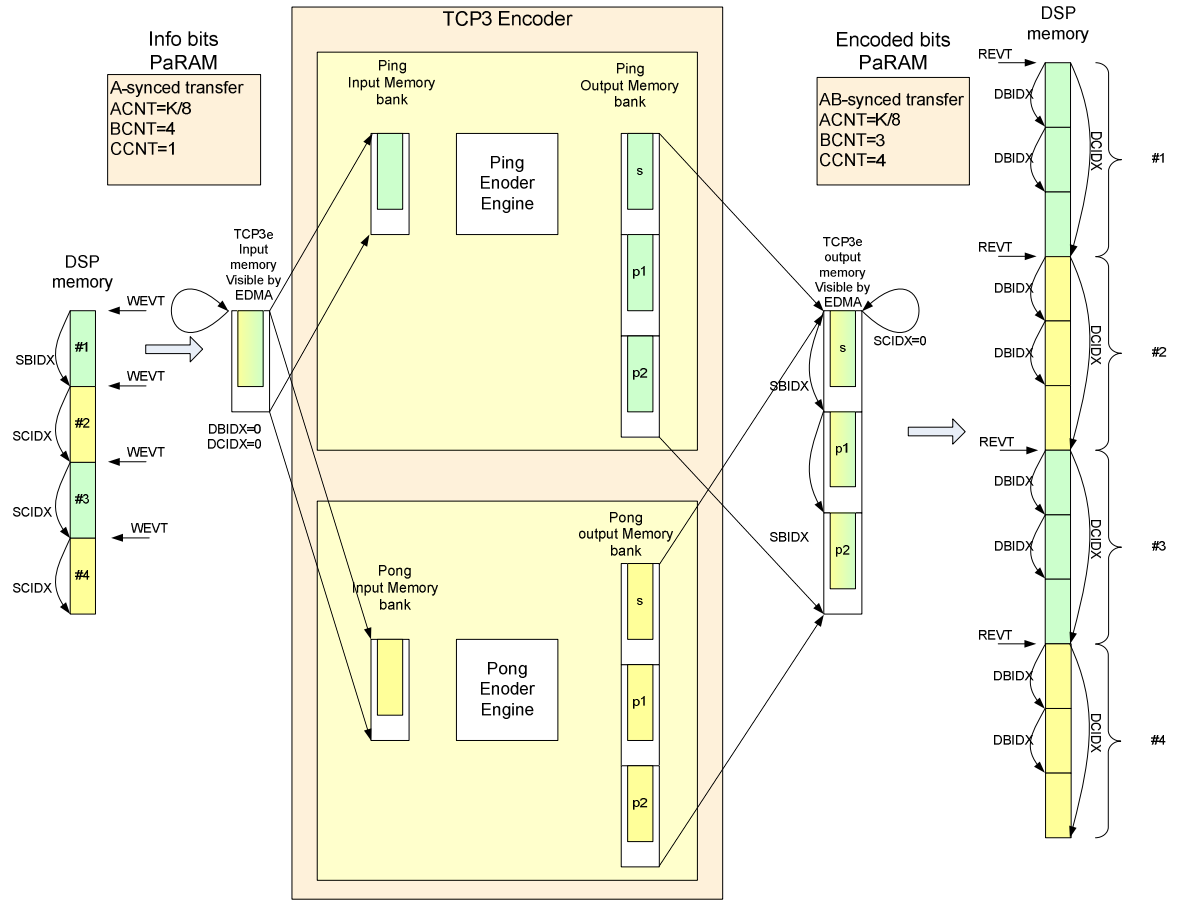 TCP3 Encoder
Info bits
PaRAM
A-synced transfer
ACNT=K/8
BCNT=4
CCNT=1
DSP
memory
WEVT
#1
SBIDX
WEVT
#2
SCIDX
WEVT
#3
SCIDX
WEVT
#4
SCIDX
TCP3e
Input
memory
Visible by
EDMA
DBIDX=0
DCIDX=0
Ping
Input Memory
bank
Ping
Enoder
Engine
Ping
Output Memory
bank
s
p1
p2
Pong
Input Memory
bank
Pong
Enoder
Engine
Pong
output Memory
bank
s
p1
p2
Encoded bits
PaRAM
AB-synced transfer
ACNT=K/8
BCNT=3
CCNT=4
TCP3e
output
memory
Visible by
EDMA
s
SCIDX=0
SBIDX
p1
SBIDX
p2
DSP
memory
REVT
DBIDX
DBIDX
DCIDX
#1
REVT
DBIDX
DBIDX
DCIDX
#2
REVT
DBIDX
DBIDX
DCIDX
#3
REVT
DBIDX
DBIDX
DCIDX
#4